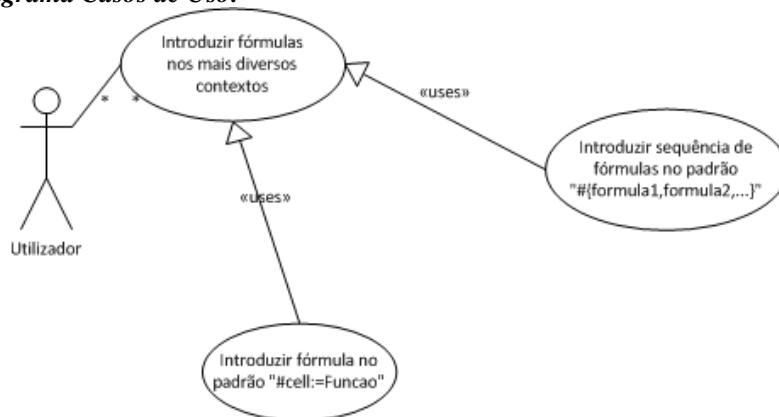 grama Casos de Uso:
Introduzir fórmulas
nos mais diversos
contextos
«uses»
* *
Introduzir sequência de
fórmulas no padrão
"#{formula1,formula2,...}"
«uses»
Utilizador
Introduzir fórmula no
padrão "#cell:=Funcao"